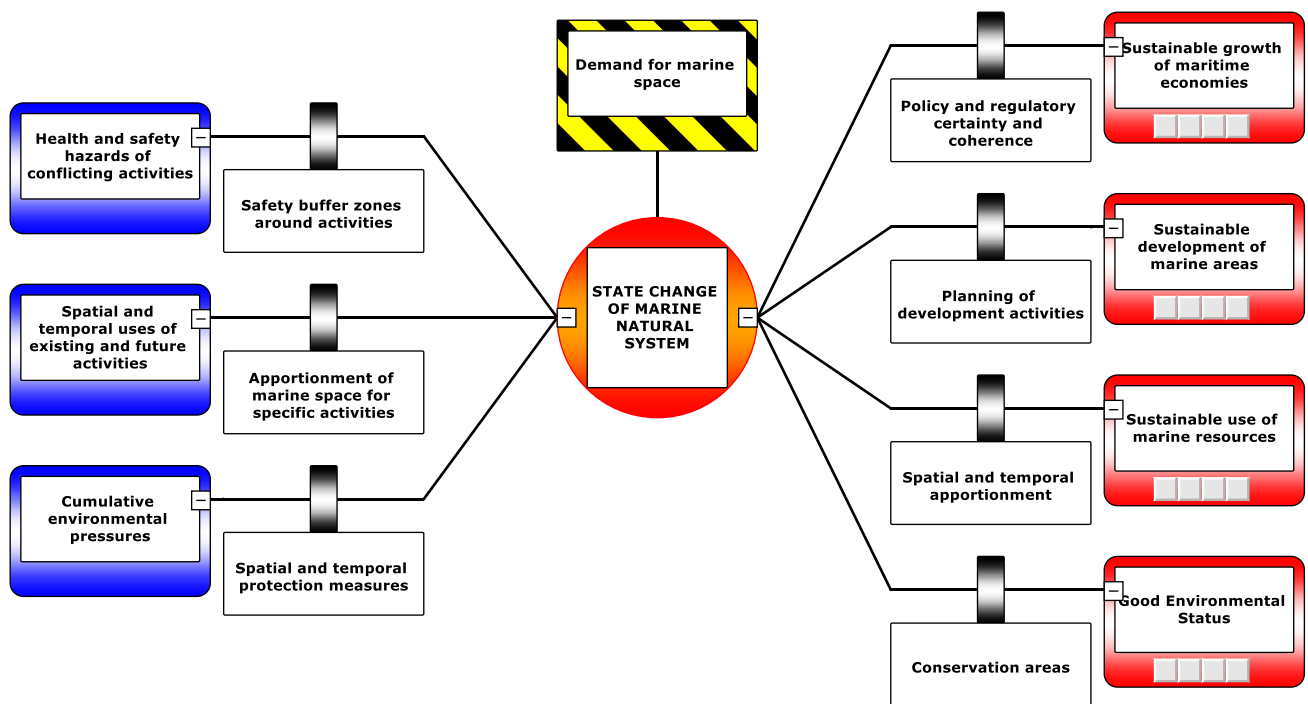 Demand for marine
space
Health and safety
hazards of
conflicting activities
Safety buffer zones
around activities
Spatial and
temporal uses of
existing and future
activities
Apportionment of
marine space for
specific activities
Cumulative
environmental
pressures
Spatial and temporal
protection measures
STATE CHANGE
OF MARINE
NATURAL
SYSTEM
Policy and regulatory
certainty and
coherence
Sustainable growth
of maritime
economies
Planning of
development activities
Sustainable
development of
marine areas
Spatial and temporal
apportionment
Sustainable use of
marine resources
Conservation areas
Good Environmental
Status